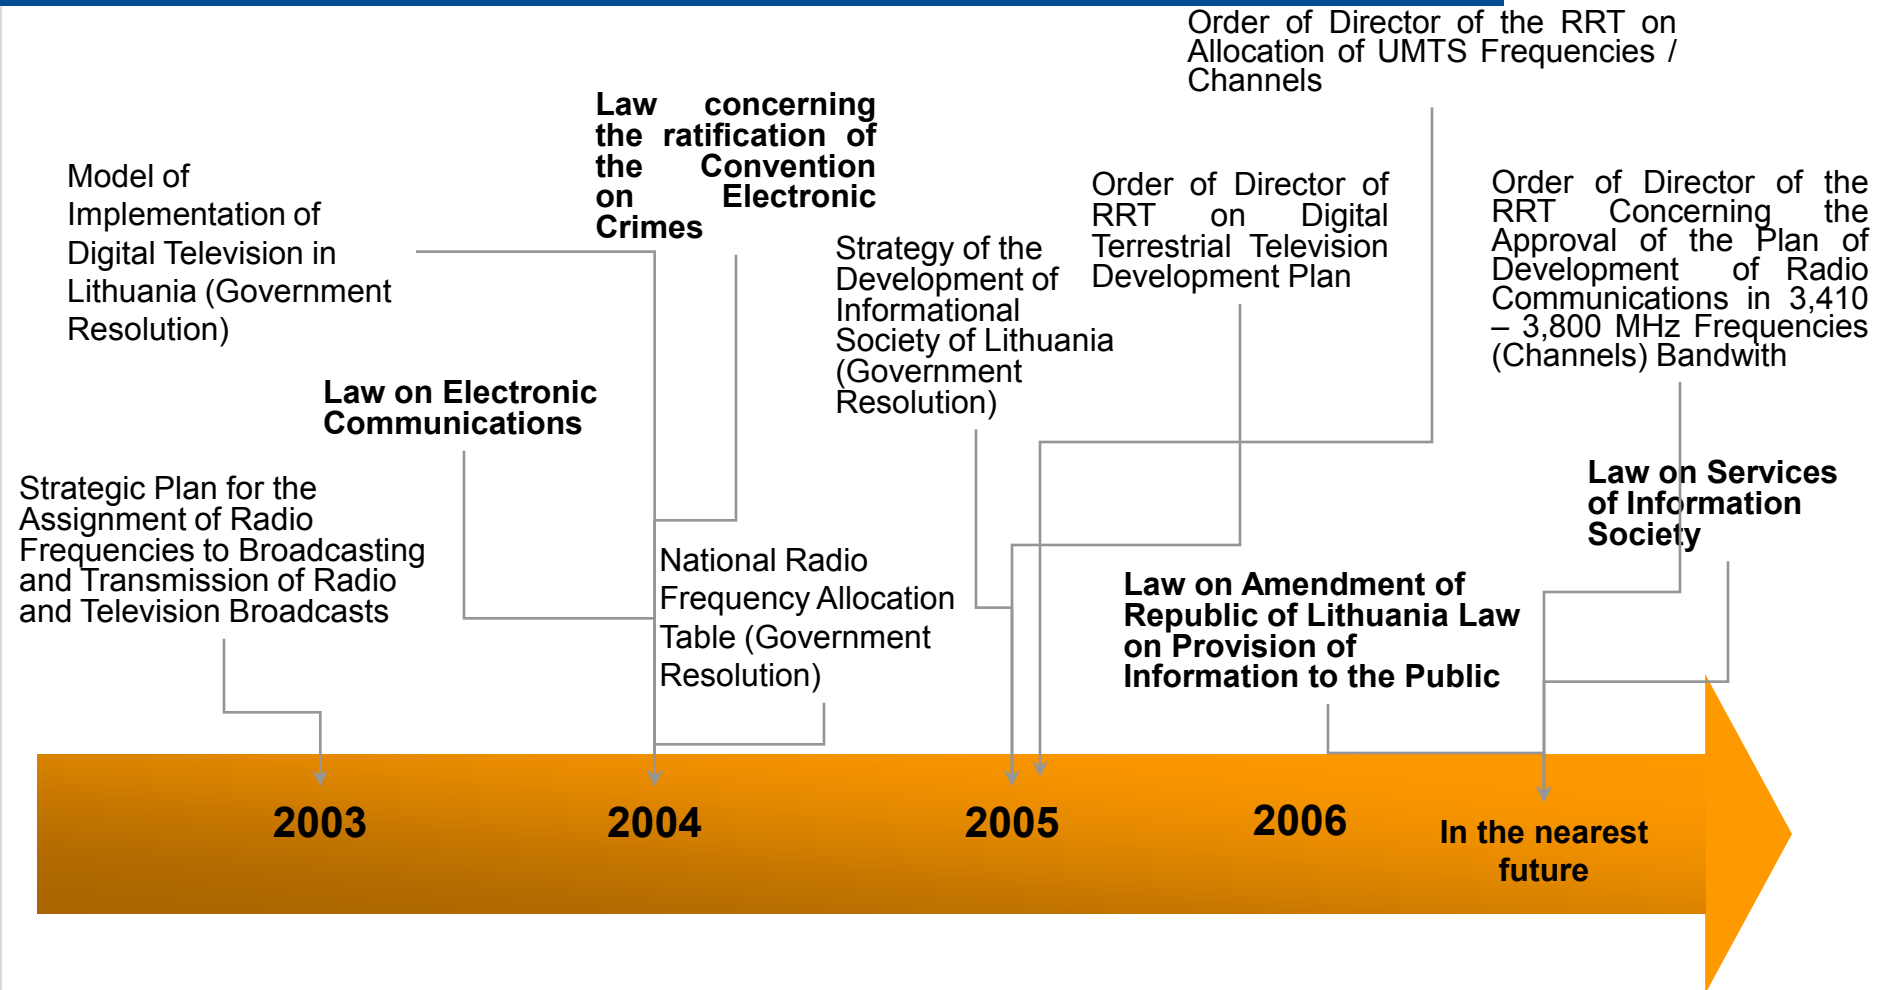 Order of Director of the RRT on
Allocation of UMTS Frequencies /
Channels
Law concerning
the ratification of
the Convention
on Electronic
Crimes
Model of
Implementation of
Digital Television in
Lithuania (Government
Resolution)
Order of Director of
RRT on Digital
Terrestrial Television
Development Plan
Order of Director of the
RRT Concerning the
Approval of the Plan of
Development of Radio
Communications in 3,410
– 3,800 MHz Frequencies
(Channels) Bandwith
Strategy of the
Development of
Informational
Society of Lithuania
(Government
Resolution)
Law on Electronic
Communications
Law on Services
of Information
Society
Strategic Plan for the
Assignment of Radio
Frequencies to Broadcasting
and Transmission of Radio
and Television Broadcasts
National Radio
Frequency Allocation
Table (Government
Resolution)
Law on Amendment of
Republic of Lithuania Law
on Provision of
Information to the Public
2003
2004
2005
2006
In the nearest
future